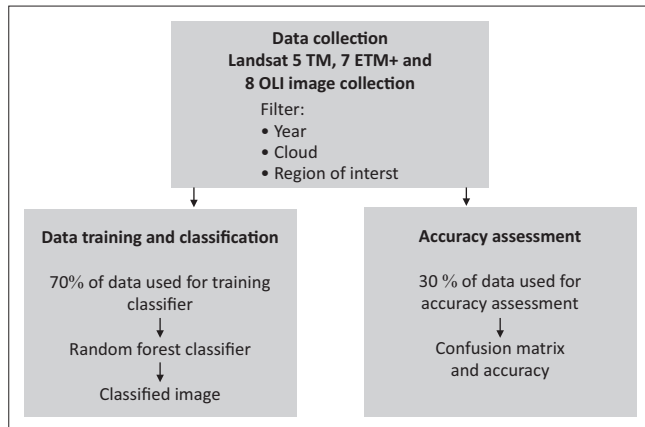 Data collection
Landsat 5 TM, 7 ETM+ and
8 OLI image collection
Filter:
• Year
• Cloud
• Region of interst
Data training and classification
70% of data used for training
classifier
Random forest classifier
Classified image
Accuracy assessment
30 % of data used for
accuracy assessment
Confusion matrix
and accuracy